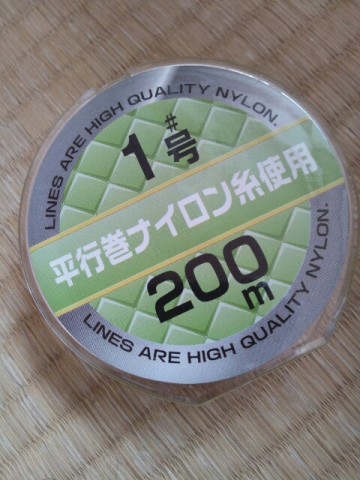 LINES ARE HIGH QUALITY NYLON.
#
1号
平行巻ナイロン糸使用
200m
LINES ARE HIGH QUALITY NYLON.